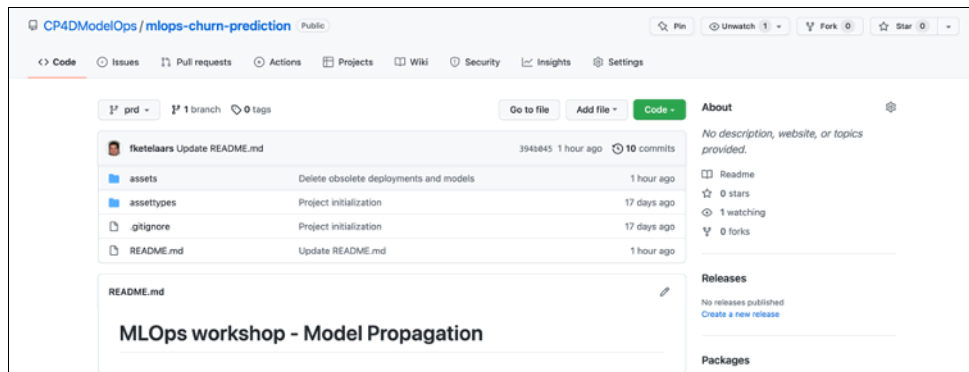 CP4DModelOps / mlops-churn-prediction Public
Pin Unwatch 1 Fork 0 Star 0
Code Issues Pull requests Actions Projects Wiki Security Insights Settings
prd 1 branch 0 tags Go to file Add file Code
fketelaars Update README.md 394b045 1 hour ago 10 commits
assets Delete obsolete deployments and models 1 hour ago
assettypes Project initialization 17 days ago
.gitignore Project initialization 17 days ago
README.md Update README.md 1 hour ago
README.md
MLOps workshop - Model Propagation
About
No description, website, or topics
provided.
Readme
0 stars
1 watching
0 forks
Releases
No releases published
Create a new release
Packages